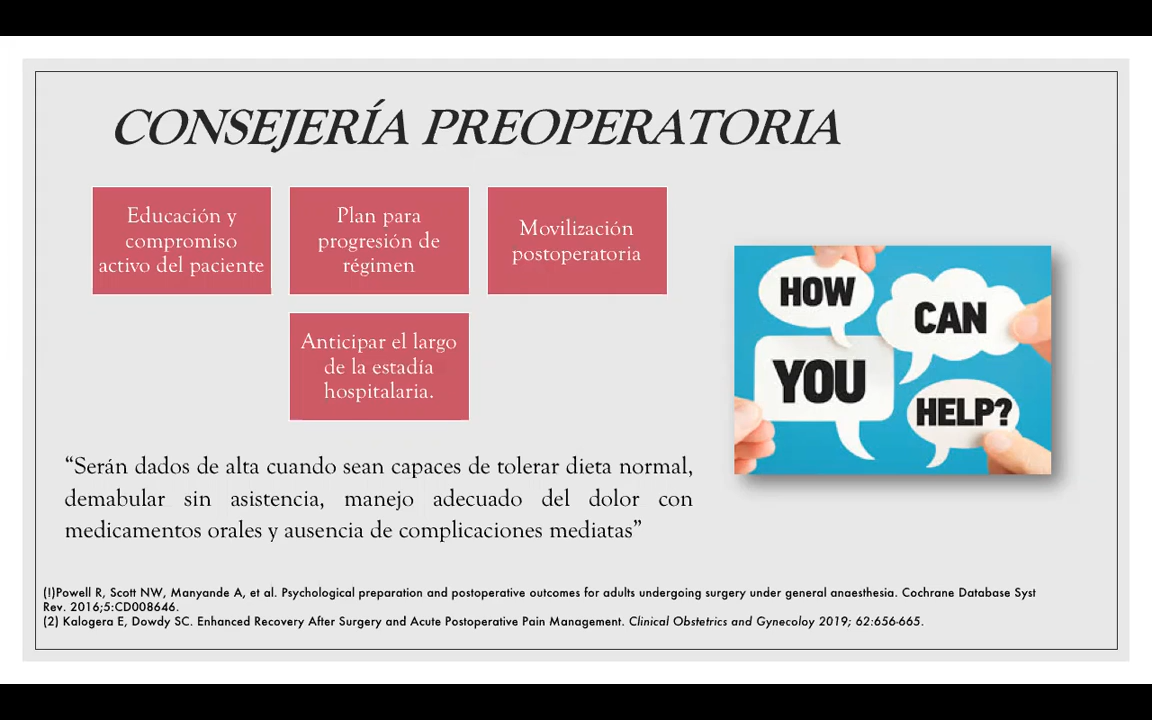 CONSEJERÍA PREOPERATORIA
Educación y
compromiso
activo del paciente
Plan para
progresión de
régimen
Movilización
postoperatoria
Anticipar el largo
de la estadía
hospitalaria.
HOW
CAN
YOU
HELP?
“Serán dados de alta cuando sean capaces de tolerar dieta normal,
demabular sin asistencia, manejo adecuado del dolor con
medicamentos orales y ausencia de complicaciones mediatas”
(!)Powell R, Scott NW, Manyande A, et al. Psychological preparation and postoperative outcomes for adults undergoing surgery under general anaesthesia. Cochrane Database Syst
Rev. 2016;5:CD008646.
(2) Kalogera E, Dowdy SC. Enhanced Recovery After Surgery and Acute Postoperative Pain Management. Clinical Obstetrics and Gynecoloy 2019; 62:656-665.